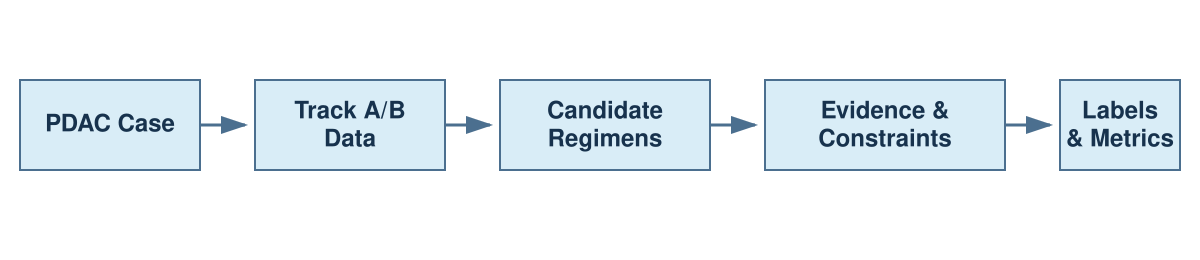 PDAC Case
Track A/B
Data
Candidate
Regimens
Evidence &
Constraints
Labels
& Metrics